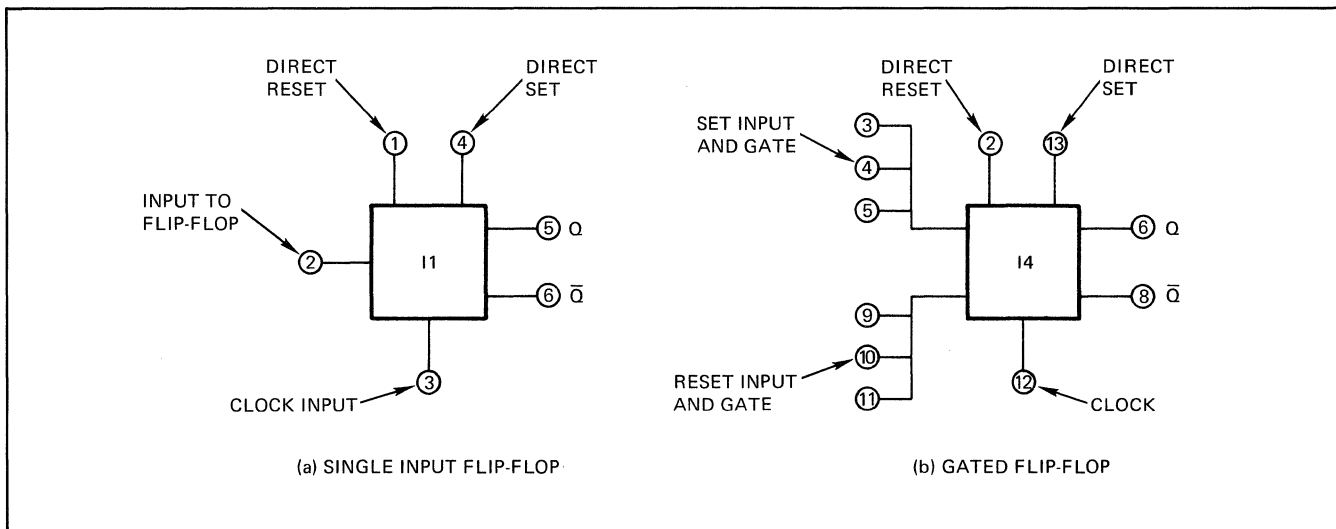 DIRECT
RESET
DIRECT
SET
1
4
INPUT TO
FLIP-FLOP
2
I1
5 Q
6 Q̅
3
CLOCK INPUT
(a) SINGLE INPUT FLIP-FLOP
DIRECT
RESET
DIRECT
SET
SET INPUT
AND GATE
3
4
5
2
13
I4
6 Q
8 Q̅
9
10
11
RESET INPUT
AND GATE
12
CLOCK
(b) GATED FLIP-FLOP